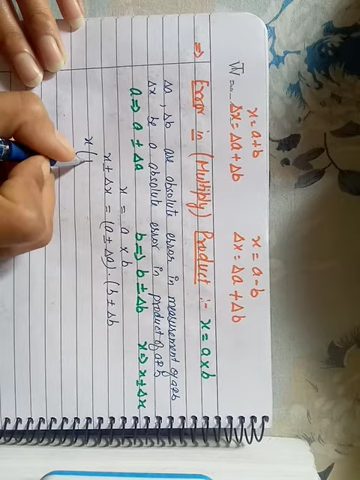 x = a+b x = a - b
Δx = Δa + Δb Δx = Δa + Δb
⇒ Error in (Multiply) Product :- x = a x b
Δa, Δb are absolute error in measurement of a & b
Δx be a absolute error in product of a & b
a ⇒ a ± Δa b ⇒ b ± Δb x ⇒ x ± Δx
x = a x b
x ± Δx = (a ± Δa) . (b ± Δb
x (